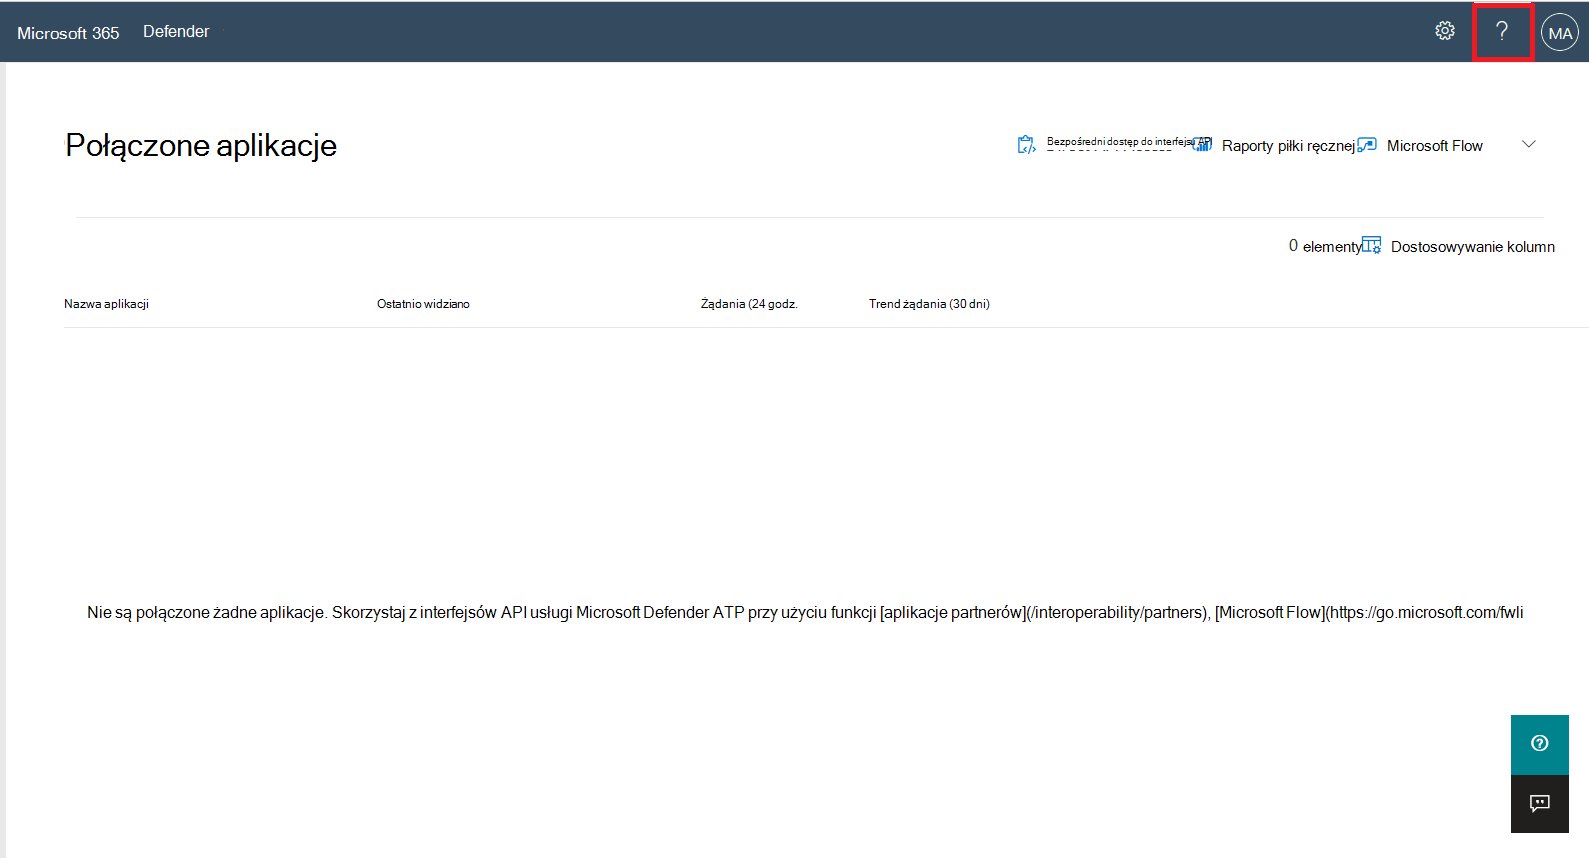 Microsoft 365 Defender
?
MA
Połączone aplikacje
Bezpośredni dostęp do interfejsu API
Raporty piłki ręcznej
Microsoft Flow
0 elementy
Dostosowywanie kolumn
Nazwa aplikacji
Ostatnio widziano
Żądania (24 godz.
Trend żądania (30 dni)
Nie są połączone żadne aplikacje. Skorzystaj z interfejsów API usługi Microsoft Defender ATP przy użyciu funkcji [aplikacje partnerów](/interoperability/partners), [Microsoft Flow](https://go.microsoft.com/fwli